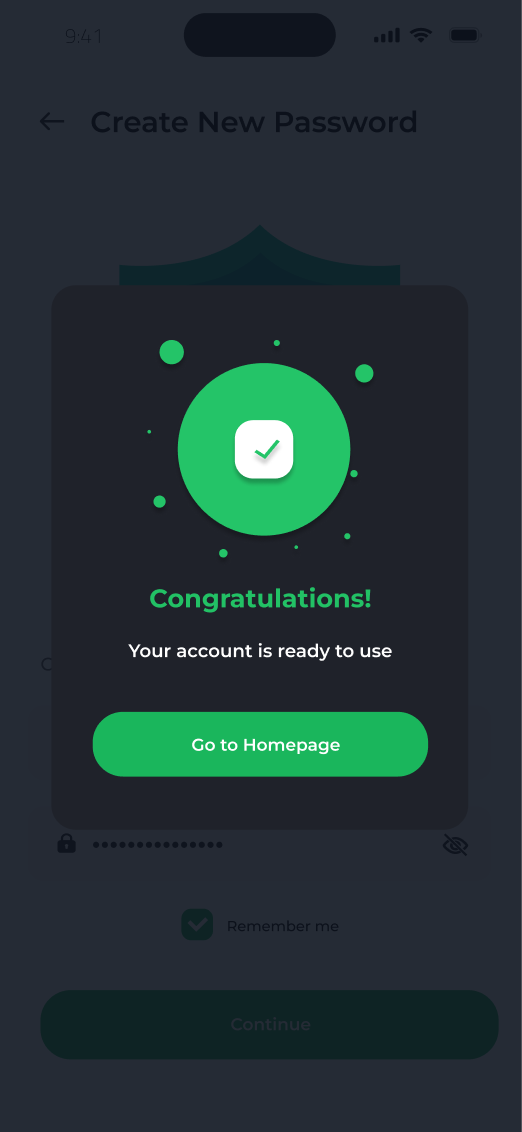 9:41
Create New Password
Congratulations!
Your account is ready to use
Go to Homepage
Remember me
Continue